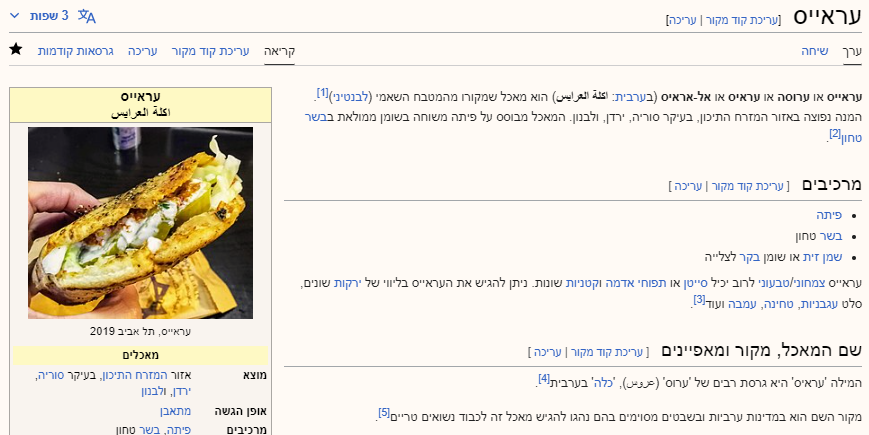 עראייס [עריכת קוד מקור | עריכה]
3 שפות
ערך שיחה
קריאה עריכת קוד מקור עריכה גרסאות קודמות
עראייס או ערוסה או עראיס או אל-אראיס (בערבית: اكلة العرايس) הוא מאכל שמקורו מהמטבח השאמי (לבנטיני)[1].
המנה נפוצה באזור המזרח התיכון, בעיקר סוריה, ירדן, ולבנון. המאכל מבוסס על פיתה משוחה בשומן ממולאת בבשר
טחון[2].
מרכיבים [ עריכת קוד מקור | עריכה ]
פיתה
בשר טחון
שמן זית או שומן בקר לצלייה
עראייס צמחוני/טבעוני לרוב יכיל סייטן או תפוחי אדמה וקטניות שונות. ניתן להגיש את העראייס בליווי של ירקות שונים,
סלט עגבניות, טחינה, עמבה ועוד[3].
שם המאכל, מקור ומאפיינים [ עריכת קוד מקור | עריכה ]
המילה 'עראיס' היא גרסת רבים של 'ערוס' (عروس), 'כלה' בערבית[4].
מקור השם הוא במדינות ערביות ובשבטים מסוימים בהם נהגו להגיש מאכל זה לכבוד נשואים טריים[5].
עראייס
اكلة العرايس
עראייס, תל אביב 2019
מאכלים
מוצא אזור המזרח התיכון, בעיקר סוריה,
ירדן, ולבנון
אופן הגשה מתאבן
מרכיבים פיתה, בשר טחון